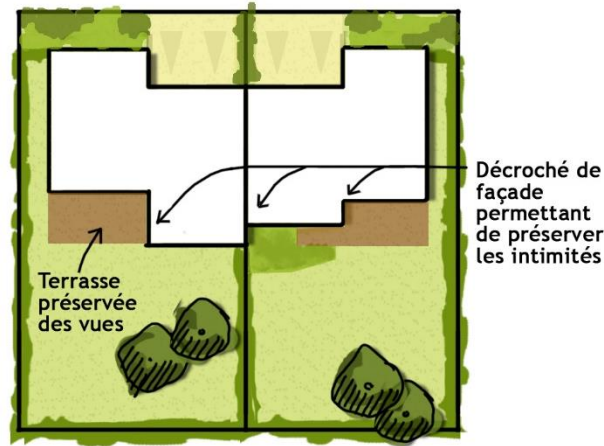 Décroché de
façade
permettant
de préserver
les intimités
Terrasse
préservée
des vues